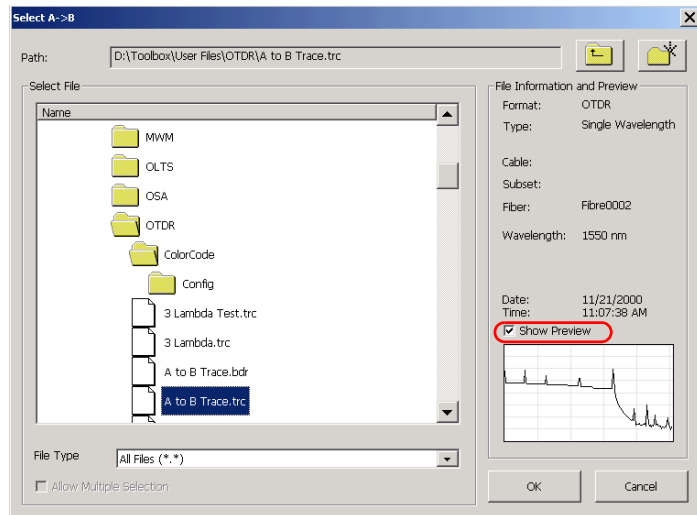 Select A->B
Path: D:\Toolbox\User Files\OTDR\A to B Trace.trc
Select File
Name
MWM
OLTS
OSA
OTDR
ColorCode
Config
3 Lambda Test.trc
3 Lambda.trc
A to B Trace.bdr
A to B Trace.trc
File Type All Files (*.*)
Allow Multiple Selection
File Information and Preview
Format: OTDR
Type: Single Wavelength
Cable:
Subset:
Fiber: Fibre0002
Wavelength: 1550 nm
Date: 11/21/2000
Time: 11:07:38 AM
Show Preview
OK
Cancel